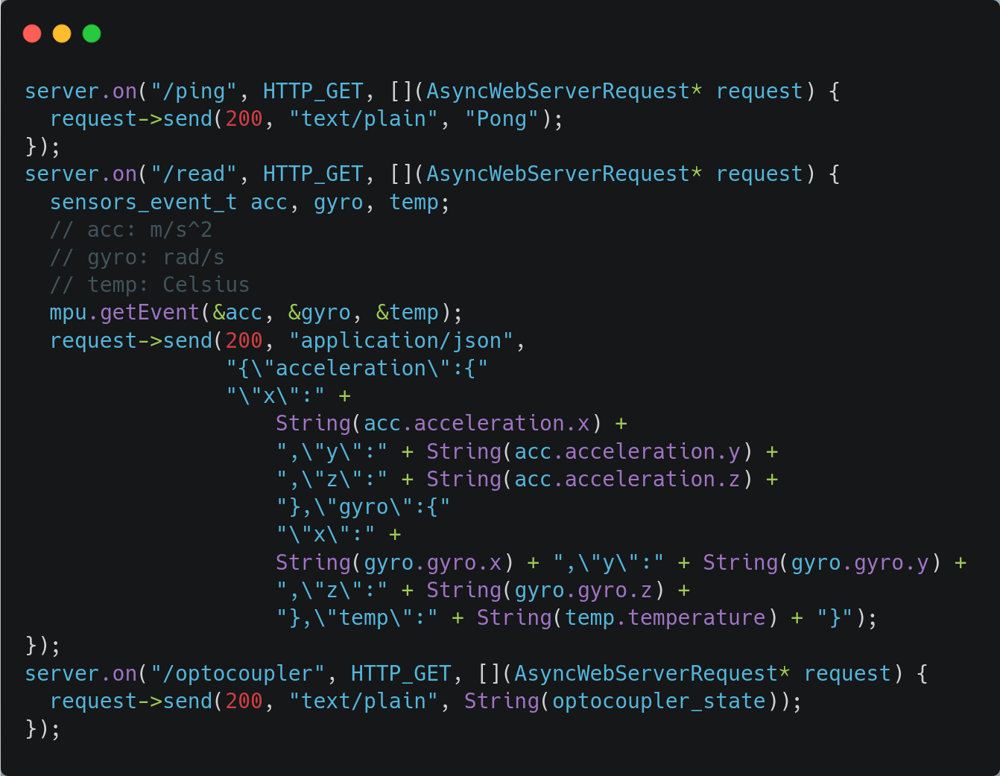 server.on("/ping", HTTP_GET, [](AsyncWebServerRequest* request) {
  request->send(200, "text/plain", "Pong");
});
server.on("/read", HTTP_GET, [](AsyncWebServerRequest* request) {
  sensors_event_t acc, gyro, temp;
  // acc: m/s^2
  // gyro: rad/s
  // temp: Celsius
  mpu.getEvent(&acc, &gyro, &temp);
  request->send(200, "application/json",
                "{\"acceleration\":{"
                "\"x\":" +
                    String(acc.acceleration.x) +
                    ",\"y\":" + String(acc.acceleration.y) +
                    ",\"z\":" + String(acc.acceleration.z) +
                    "},\"gyro\":{"
                    "\"x\":" +
                    String(gyro.gyro.x) + ",\"y\":" + String(gyro.gyro.y) +
                    ",\"z\":" + String(gyro.gyro.z) +
                    "},\"temp\":" + String(temp.temperature) + "}");
});
server.on("/optocoupler", HTTP_GET, [](AsyncWebServerRequest* request) {
  request->send(200, "text/plain", String(optocoupler_state));
});